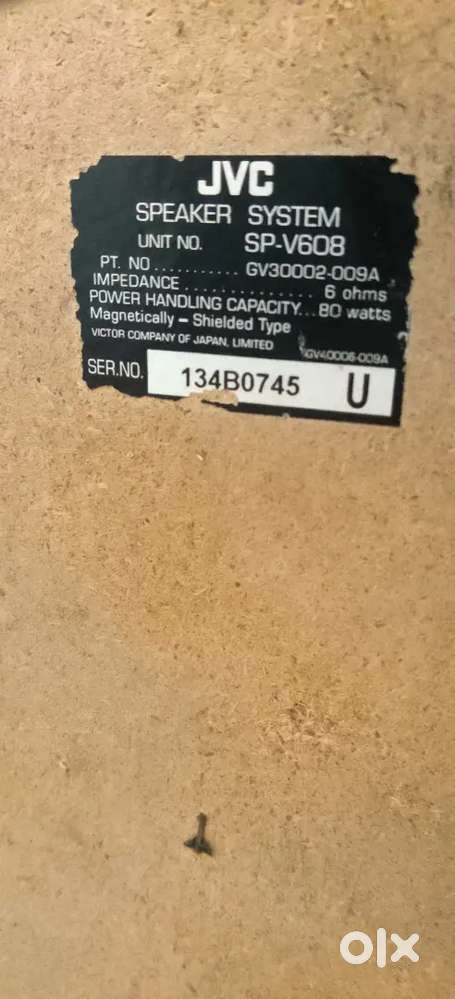 JVC
SPEAKER SYSTEM
UNIT NO. SP-V608
PT. NO ........... GV30002-009A
IMPEDANCE ............... 6 ohms
POWER HANDLING CAPACITY...80 watts
Magnetically – Shielded Type
VICTOR COMPANY OF JAPAN, LIMITED GV40006-009A
SER.NO. 134B0745 U
olx